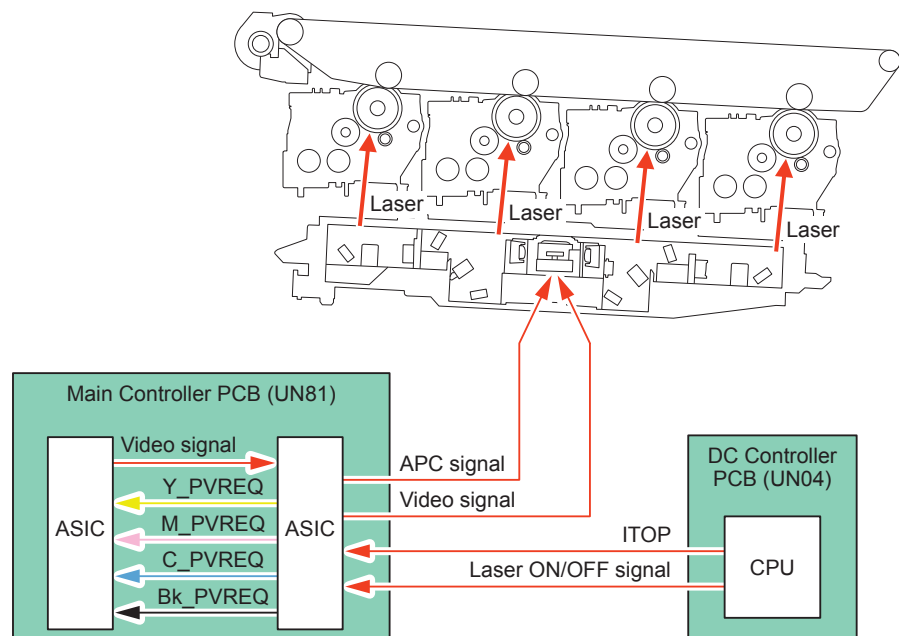 Laser
Laser
Laser
Laser
Main Controller PCB (UN81)
Video signal
Y_PVREQ
M_PVREQ
C_PVREQ
Bk_PVREQ
ASIC
ASIC
APC signal
Video signal
ITOP
Laser ON/OFF signal
DC Controller
PCB (UN04)
CPU